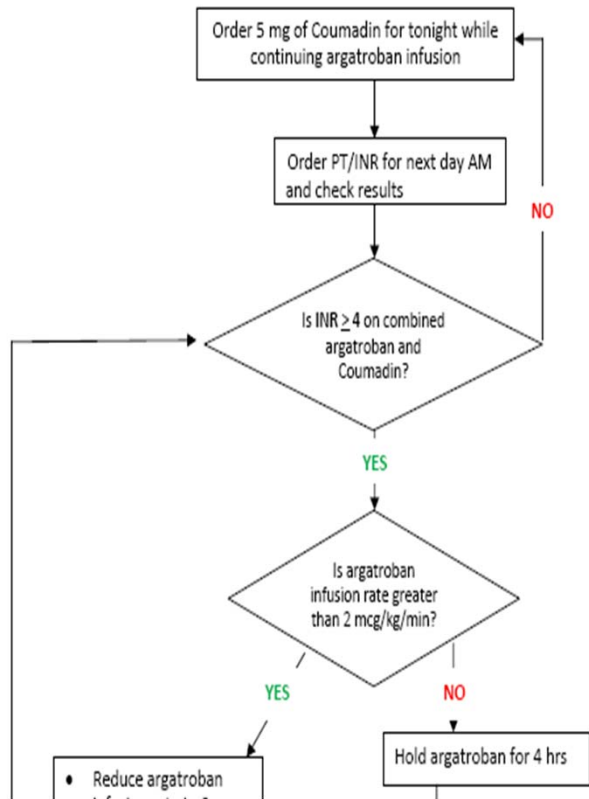 Order 5 mg of Coumadin for tonight while
continuing argatroban infusion
Order PT/INR for next day AM
and check results
NO
Is INR ≥ 4 on combined
argatroban and
Coumadin?
YES
Is argatroban
infusion rate greater
than 2 mcg/kg/min?
YES
NO
• Reduce argatroban
Hold argatroban for 4 hrs